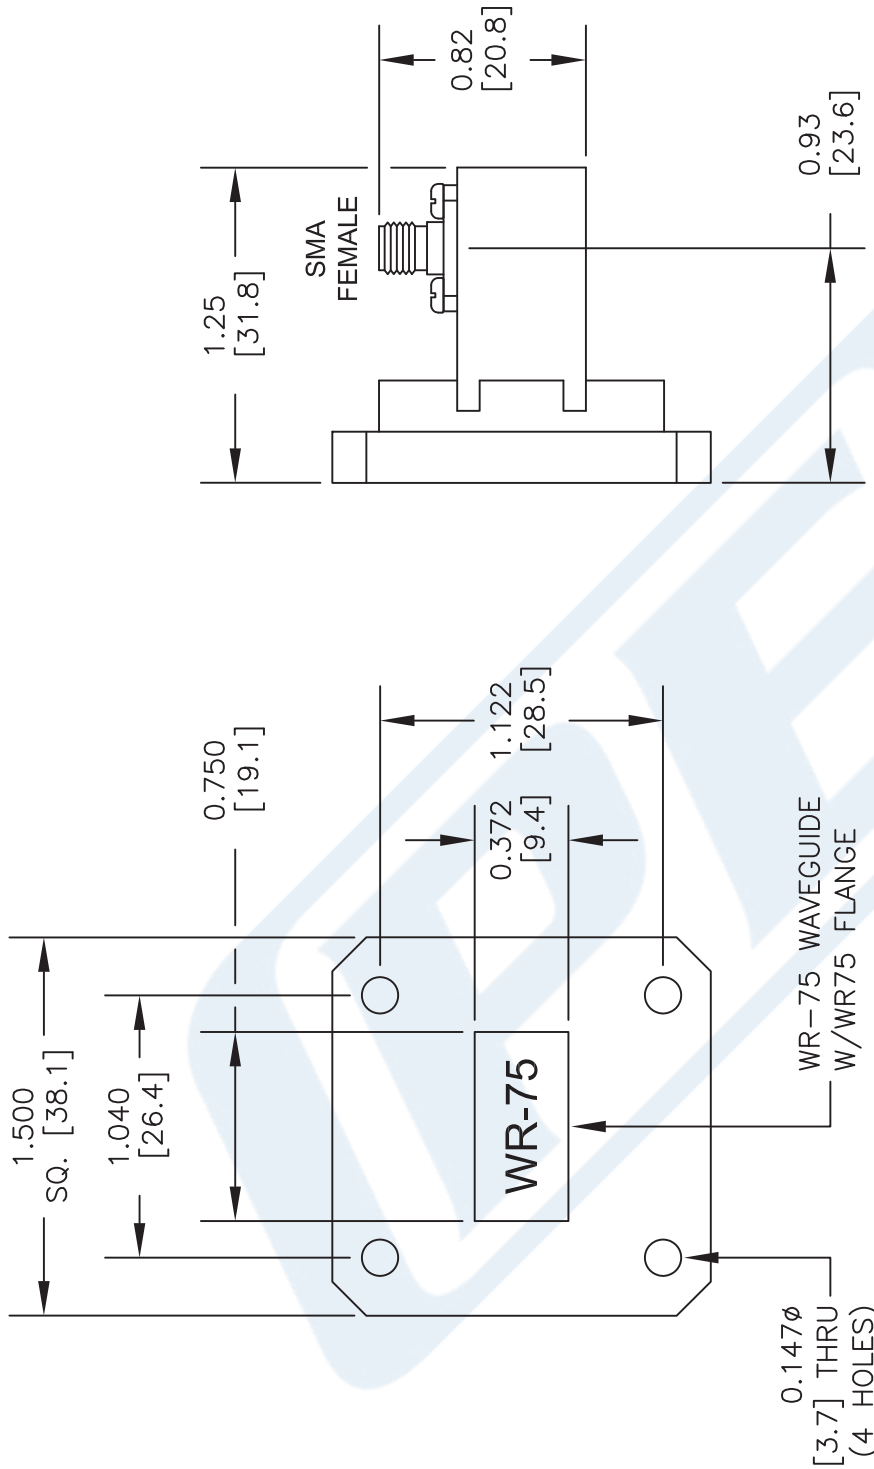 1.500
SQ. [38.1]
1.040
[26.4]
0.750
[19.1]
0.372
[9.4]
1.122
[28.5]
WR-75
0.147ø
[3.7] THRU
(4 HOLES)
WR-75 WAVEGUIDE
W/WR75 FLANGE
1.25
[31.8]
SMA
FEMALE
0.82
[20.8]
0.93
[23.6]